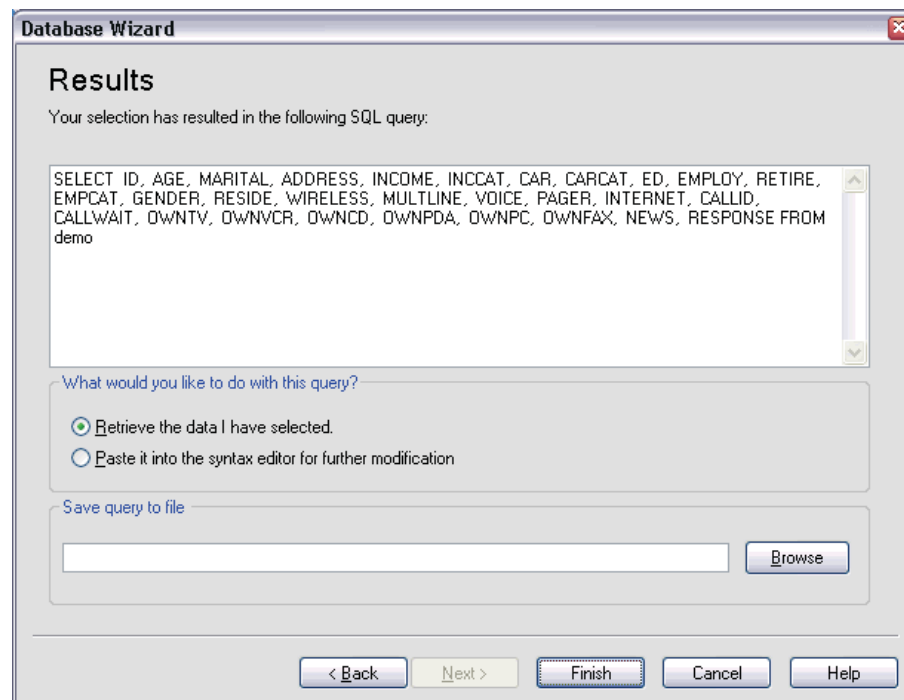 Database Wizard
Results
Your selection has resulted in the following SQL query:
SELECT ID, AGE, MARITAL, ADDRESS, INCOME, INCCAT, CAR, CARCAT, ED, EMPLOY, RETIRE,
EMPCAT, GENDER, RESIDE, WIRELESS, MULTLINE, VOICE, PAGER, INTERNET, CALLID,
CALLWAIT, OWNTV, OWNVCR, OWNCD, OWNPDA, OWNPC, OWNFAX, NEWS, RESPONSE FROM
demo
What would you like to do with this query?
Retrieve the data I have selected.
Paste it into the syntax editor for further modification
Save query to file
Browse
< Back Next > Finish Cancel Help